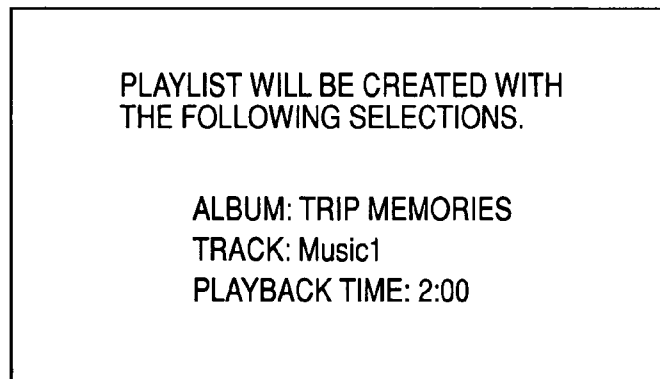 PLAYLIST WILL BE CREATED WITH
THE FOLLOWING SELECTIONS.
ALBUM: TRIP MEMORIES
TRACK: Music1
PLAYBACK TIME: 2:00